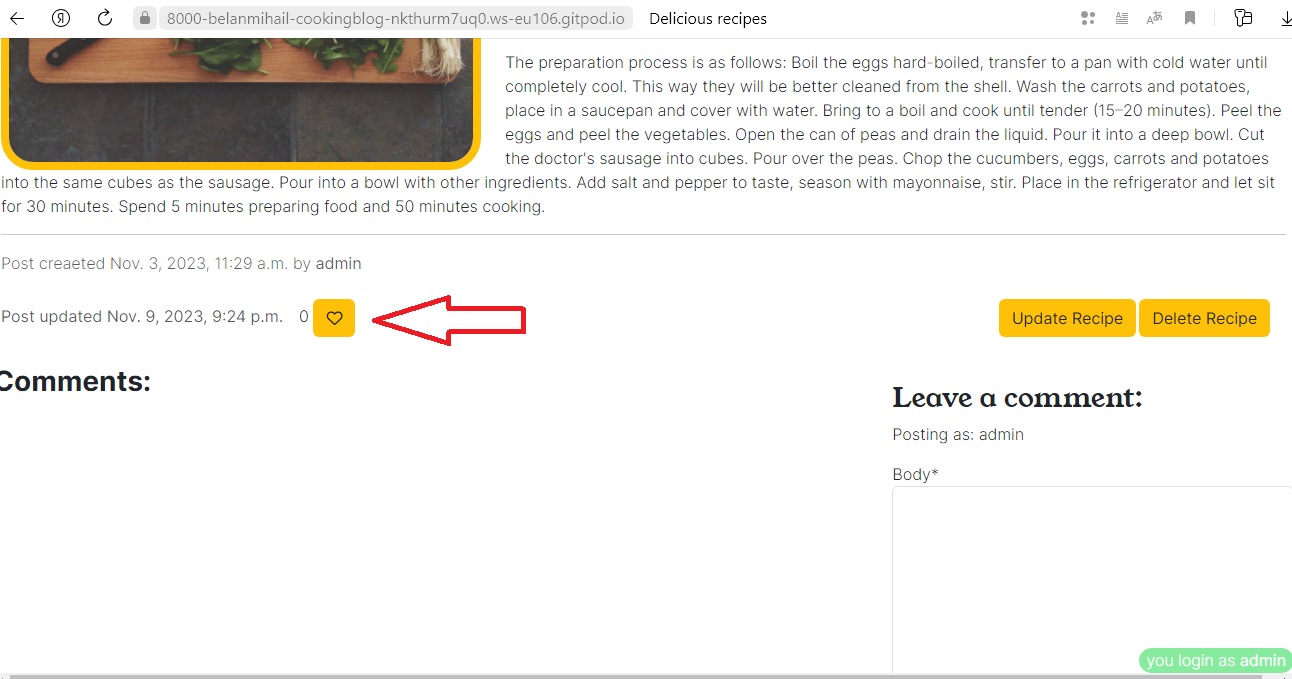 8000-belanmihail-cookingblog-nkthurm7uq0.ws-eu106.gitpod.io Delicious recipes
The preparation process is as follows: Boil the eggs hard-boiled, transfer to a pan with cold water until
completely cool. This way they will be better cleaned from the shell. Wash the carrots and potatoes,
place in a saucepan and cover with water. Bring to a boil and cook until tender (15–20 minutes). Peel the
eggs and peel the vegetables. Open the can of peas and drain the liquid. Pour it into a deep bowl. Cut
the doctor's sausage into cubes. Pour over the peas. Chop the cucumbers, eggs, carrots and potatoes
into the same cubes as the sausage. Pour into a bowl with other ingredients. Add salt and pepper to taste, season with mayonnaise, stir. Place in the refrigerator and let sit
for 30 minutes. Spend 5 minutes preparing food and 50 minutes cooking.
Post creaeted Nov. 3, 2023, 11:29 a.m. by admin
Post updated Nov. 9, 2023, 9:24 p.m. 0
Update Recipe Delete Recipe
Comments:
Leave a comment:
Posting as: admin
Body*
you login as admin